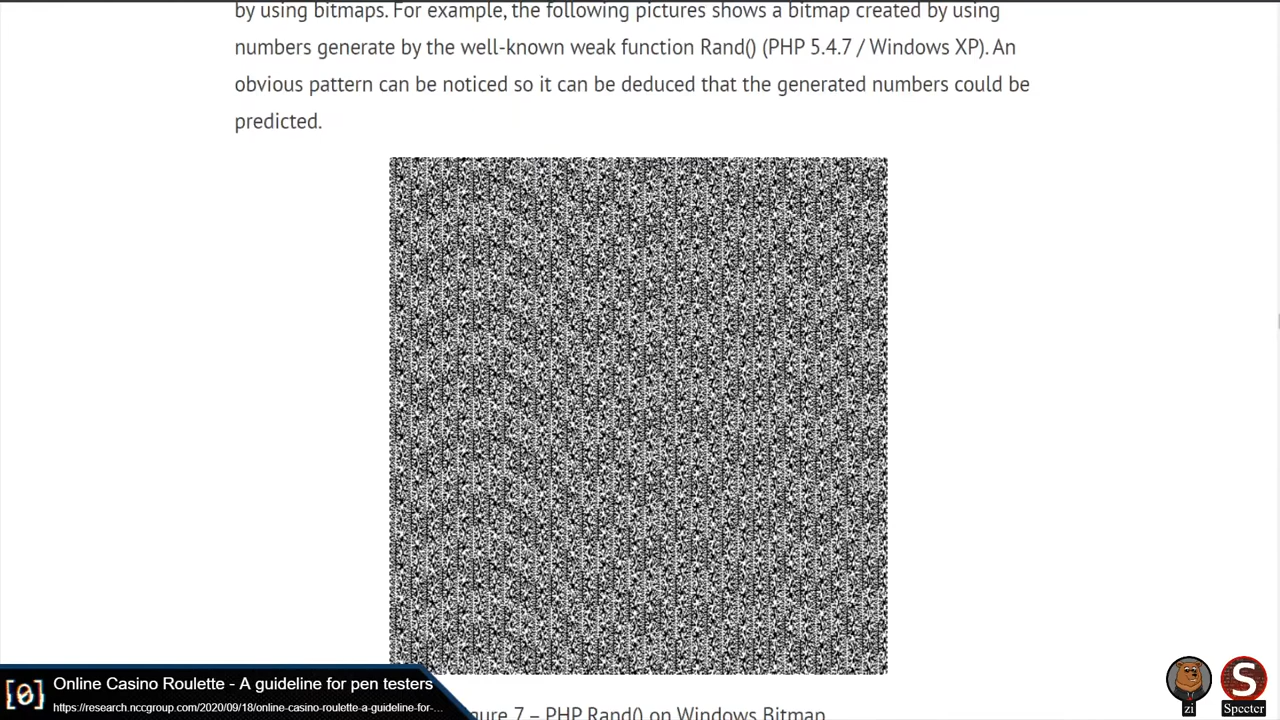 by using bitmaps. For example, the following pictures shows a bitmap created by using
numbers generate by the well-known weak function Rand() (PHP 5.4.7 / Windows XP). An
obvious pattern can be noticed so it can be deduced that the generated numbers could be
predicted.
[0]
Online Casino Roulette - A guideline for pen testers
https://research.nccgroup.com/2020/09/18/online-casino-roulette-a-guideline-for-...
ure 7 – PHP Rand() on Windows Bitmap
zi
Specter